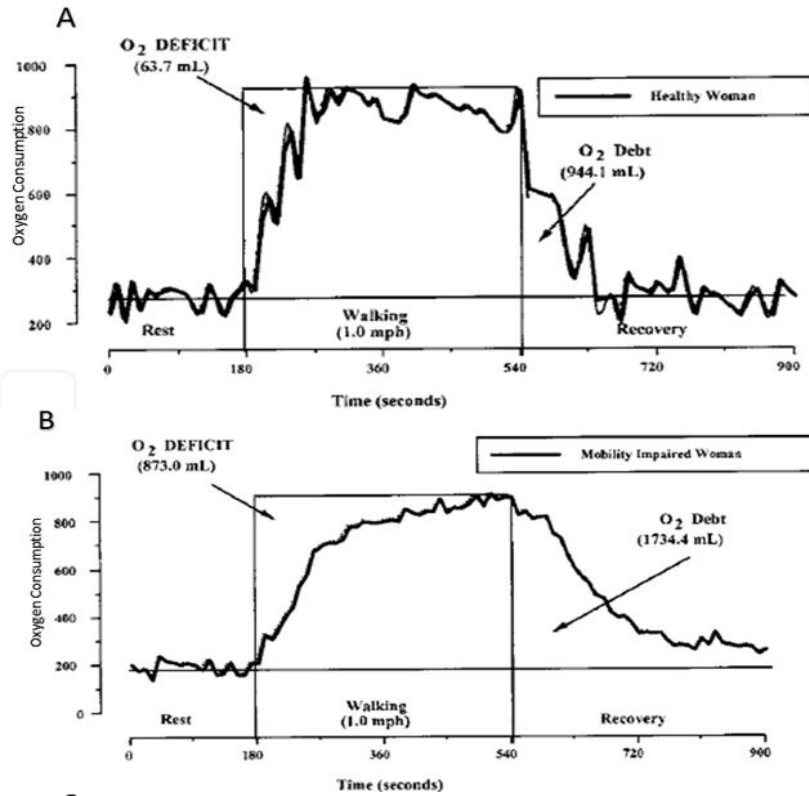 A
O2 DEFICIT
(63.7 mL)
1000
800
600
400
200
Oxygen Consumption
Healthy Woman
O2 Debt
(944.1 mL)
Rest
Walking
(1.0 mph)
Recovery
0
180
360
540
720
900
Time (seconds)
B
O2 DEFICIT
(873.0 mL)
1000
800
600
460
200
0
Oxygen Consumption
Mobility Impaired Woman
O2 Debt
(1734.4 mL)
Rest
Walking
(1.0 mph)
Recovery
0
180
360
540
720
900
Time (seconds)